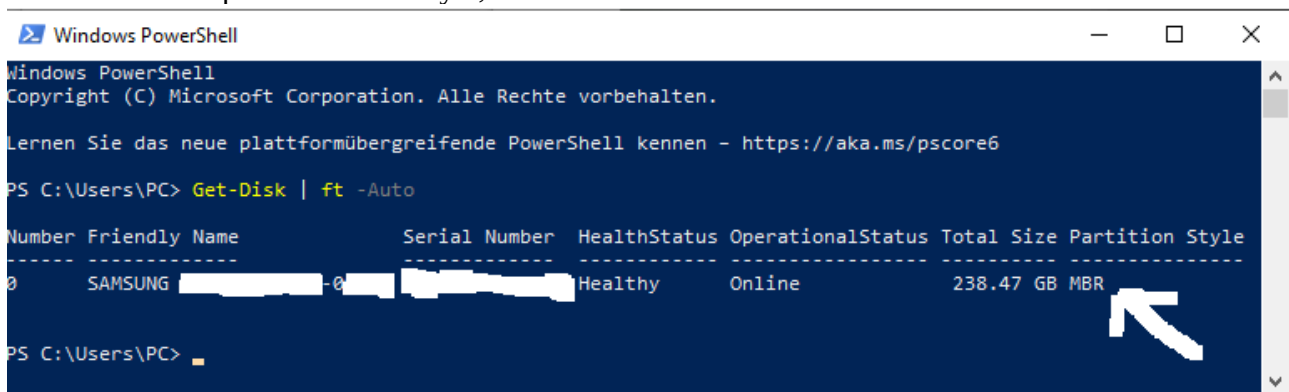 Windows PowerShell
Windows PowerShell
Copyright (C) Microsoft Corporation. Alle Rechte vorbehalten.
Lernen Sie das neue plattformübergreifende PowerShell kennen – https://aka.ms/pscore6
PS C:\Users\PC> Get-Disk | ft -Auto
Number Friendly Name Serial Number HealthStatus OperationalStatus Total Size Partition Style
------ ------------- ------------- ------------ ----------------- ---------- ---------------
0 SAMSUNG -0 Healthy Online 238.47 GB MBR
PS C:\Users\PC>